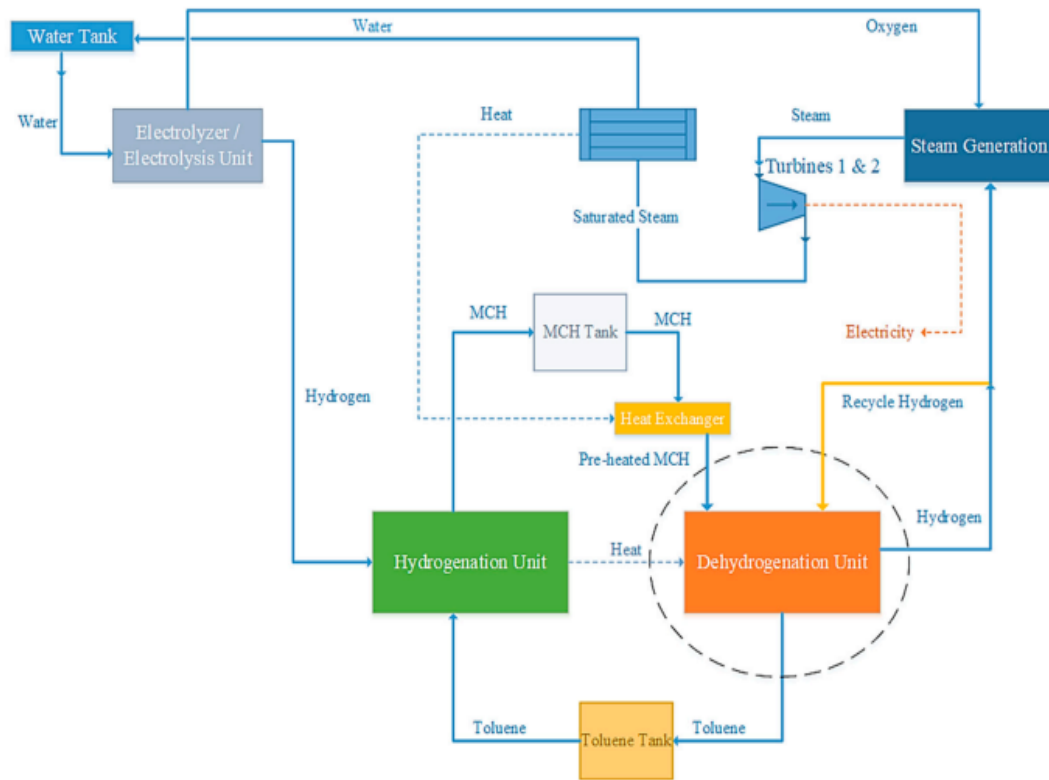 Water
Oxygen
Water Tank
Water
Electrolyzer /
Electrolysis Unit
Heat
Steam
Steam Generation
Turbines 1 & 2
Saturated Steam
MCH
MCH Tank
MCH
Electricity
Hydrogen
Recycle Hydrogen
Heat Exchanger
Pre-heated MCH
Hydrogen
Hydrogenation Unit
Heat
Dehydrogenation Unit
Toluene
Toluene Tank
Toluene